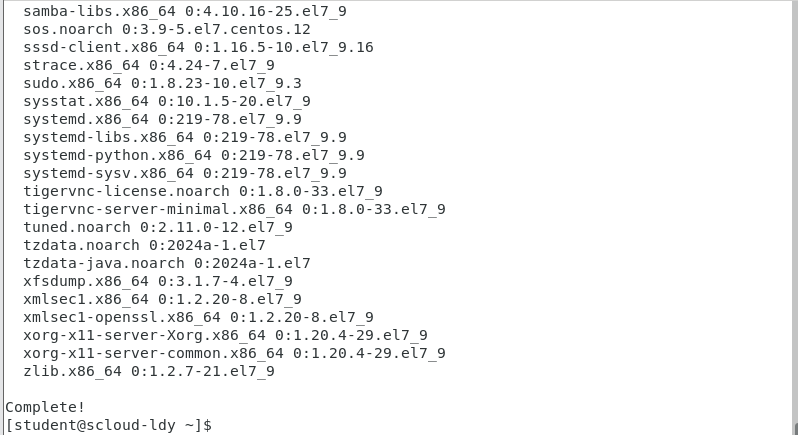 samba-libs.x86_64 0:4.10.16-25.el7_9
sos.noarch 0:3.9-5.el7.centos.12
sssd-client.x86_64 0:1.16.5-10.el7_9.16
strace.x86_64 0:4.24-7.el7_9
sudo.x86_64 0:1.8.23-10.el7_9.3
sysstat.x86_64 0:10.1.5-20.el7_9
systemd.x86_64 0:219-78.el7_9.9
systemd-libs.x86_64 0:219-78.el7_9.9
systemd-python.x86_64 0:219-78.el7_9.9
systemd-sysv.x86_64 0:219-78.el7_9.9
tigervnc-license.noarch 0:1.8.0-33.el7_9
tigervnc-server-minimal.x86_64 0:1.8.0-33.el7_9
tuned.noarch 0:2.11.0-12.el7_9
tzdata.noarch 0:2024a-1.el7
tzdata-java.noarch 0:2024a-1.el7
xfsdump.x86_64 0:3.1.7-4.el7_9
xmlsec1.x86_64 0:1.2.20-8.el7_9
xmlsec1-openssl.x86_64 0:1.2.20-8.el7_9
xorg-x11-server-Xorg.x86_64 0:1.20.4-29.el7_9
xorg-x11-server-common.x86_64 0:1.20.4-29.el7_9
zlib.x86_64 0:1.2.7-21.el7_9
Complete!
[student@scloud-ldy ~]$